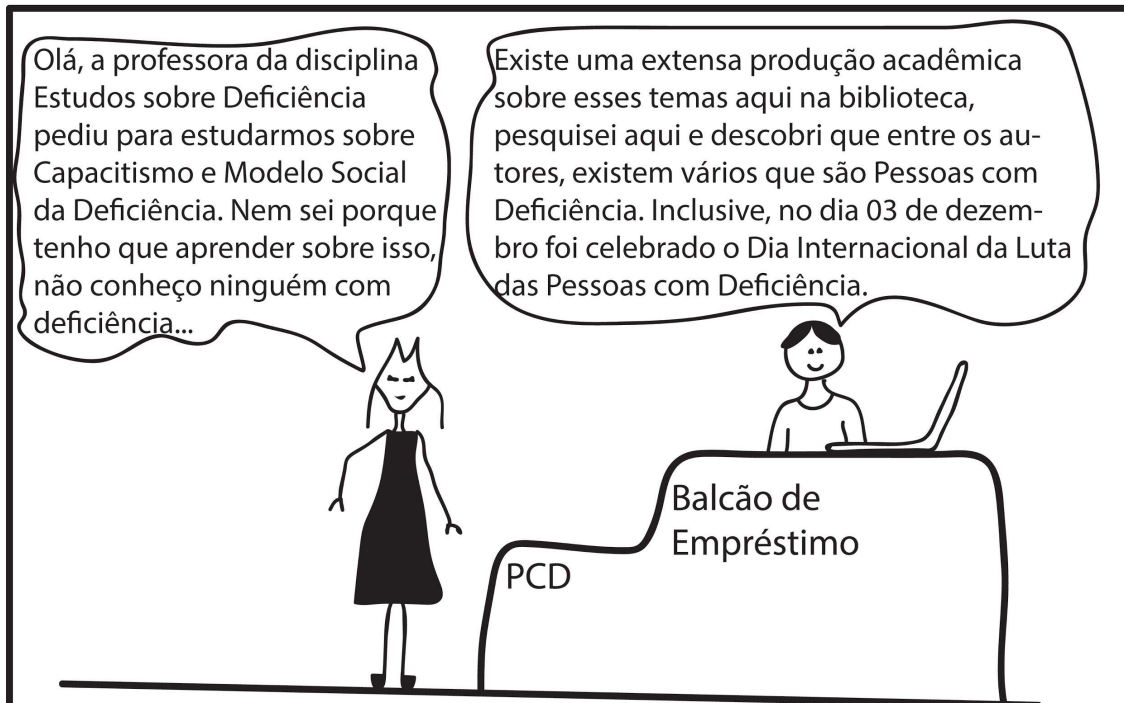 Olá, a professora da disciplina
Estudos sobre Deficiência
pediu para estudarmos sobre
Capacitismo e Modelo Social
da Deficiência. Nem sei porque
tenho que aprender sobre isso,
não conheço ninguém com
deficiência...
Existe uma extensa produção acadêmica
sobre esses temas aqui na biblioteca,
pesquisei aqui e descobri que entre os au-
tores, existem vários que são Pessoas com
Deficiência. Inclusive, no dia 03 de dezem-
bro foi celebrado o Dia Internacional da Luta
das Pessoas com Deficiência.
Balcão de
Empréstimo
PCD